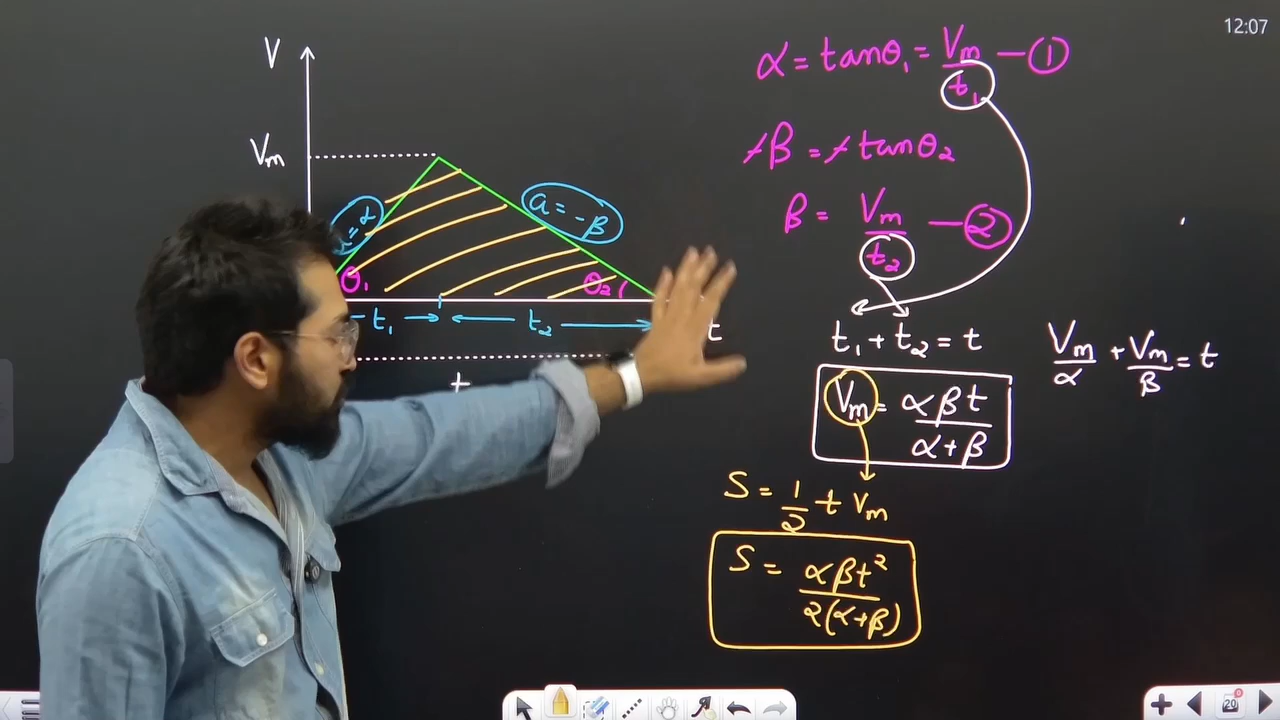 12:07
V
Vm
a = -β
θ1
θ2
t1
t2
t
t
α = tanθ1 = Vm/t1 — ①
-β = -tanθ2
β = Vm/t2 — ②
t1 + t2 = t
Vm/α + Vm/β = t
Vm = αβt/(α+β)
S = 1/2 t Vm
S = αβt²/2(α+β)
20